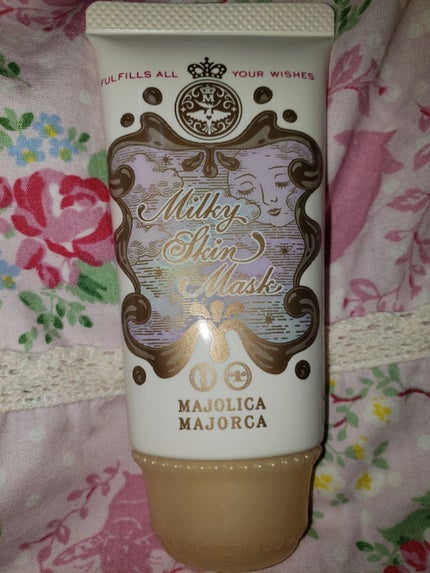 FULFILLS ALL YOUR WISHES
M
Milky
Skin
Mask
MAJOLICA
MAJORCA